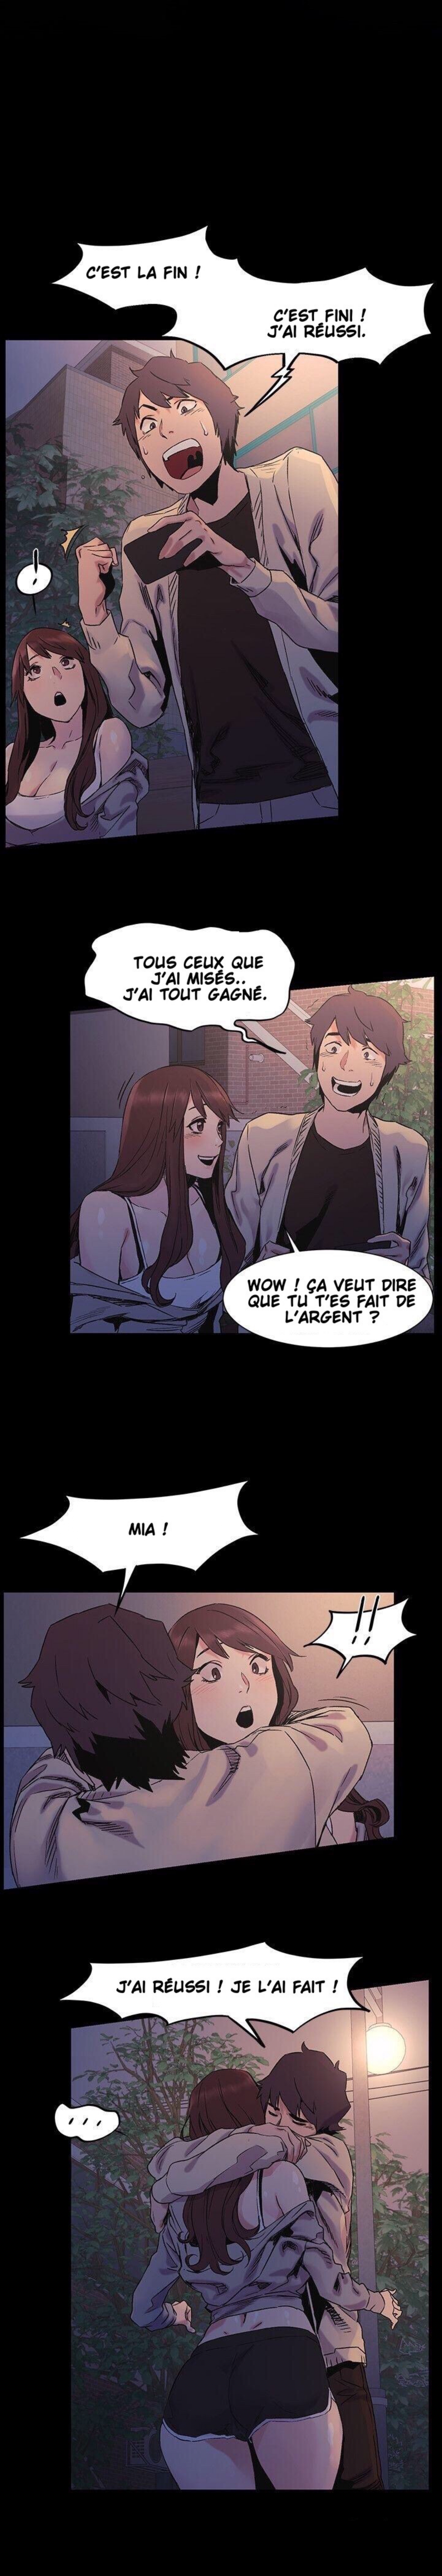 C'EST LA FIN !
C'EST FINI !
J'AI RÉUSSI.
!
TOUS CEUX QUE
J'AI MISÉS..
J'AI TOUT GAGNÉ.
WOW ! ÇA VEUT DIRE
QUE TU T'ES FAIT DE
L'ARGENT ?
MIA !
!!
J'AI RÉUSSI ! JE L'AI FAIT !
...